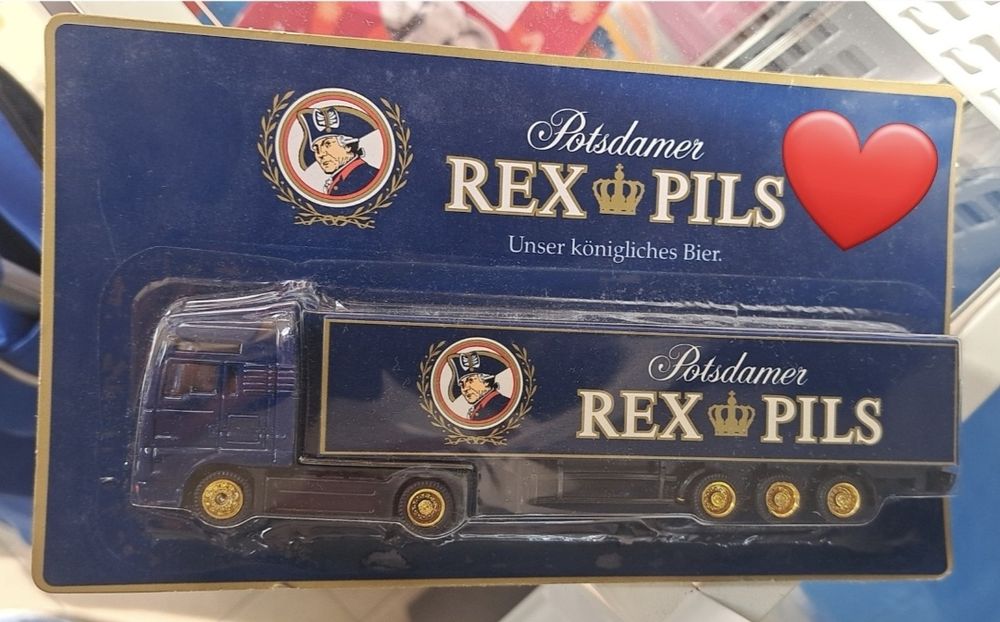 Potsdamer
REX PILS
Unser königliches Bier.
Potsdamer
REX PILS